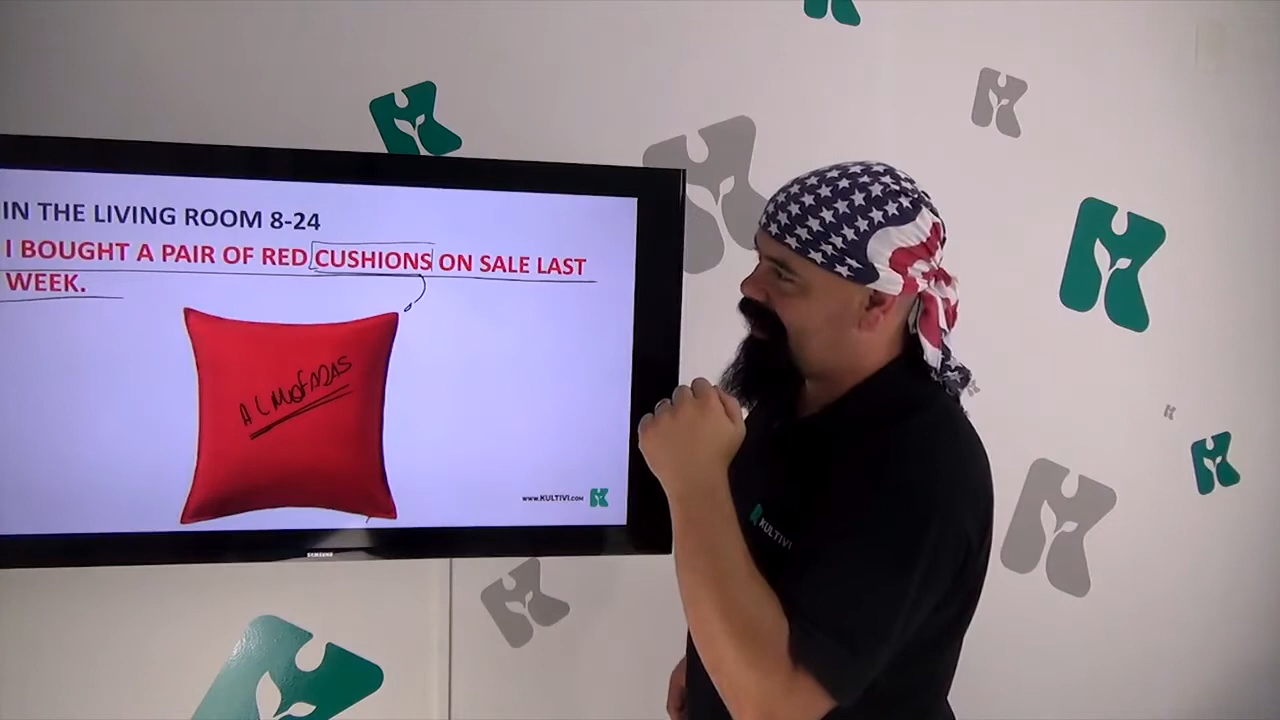 IN THE LIVING ROOM 8-24
I BOUGHT A PAIR OF RED CUSHIONS ON SALE LAST
WEEK.
ALMOFADAS
www.KULTIVI.COM
SAMSUNG
KULTIVI